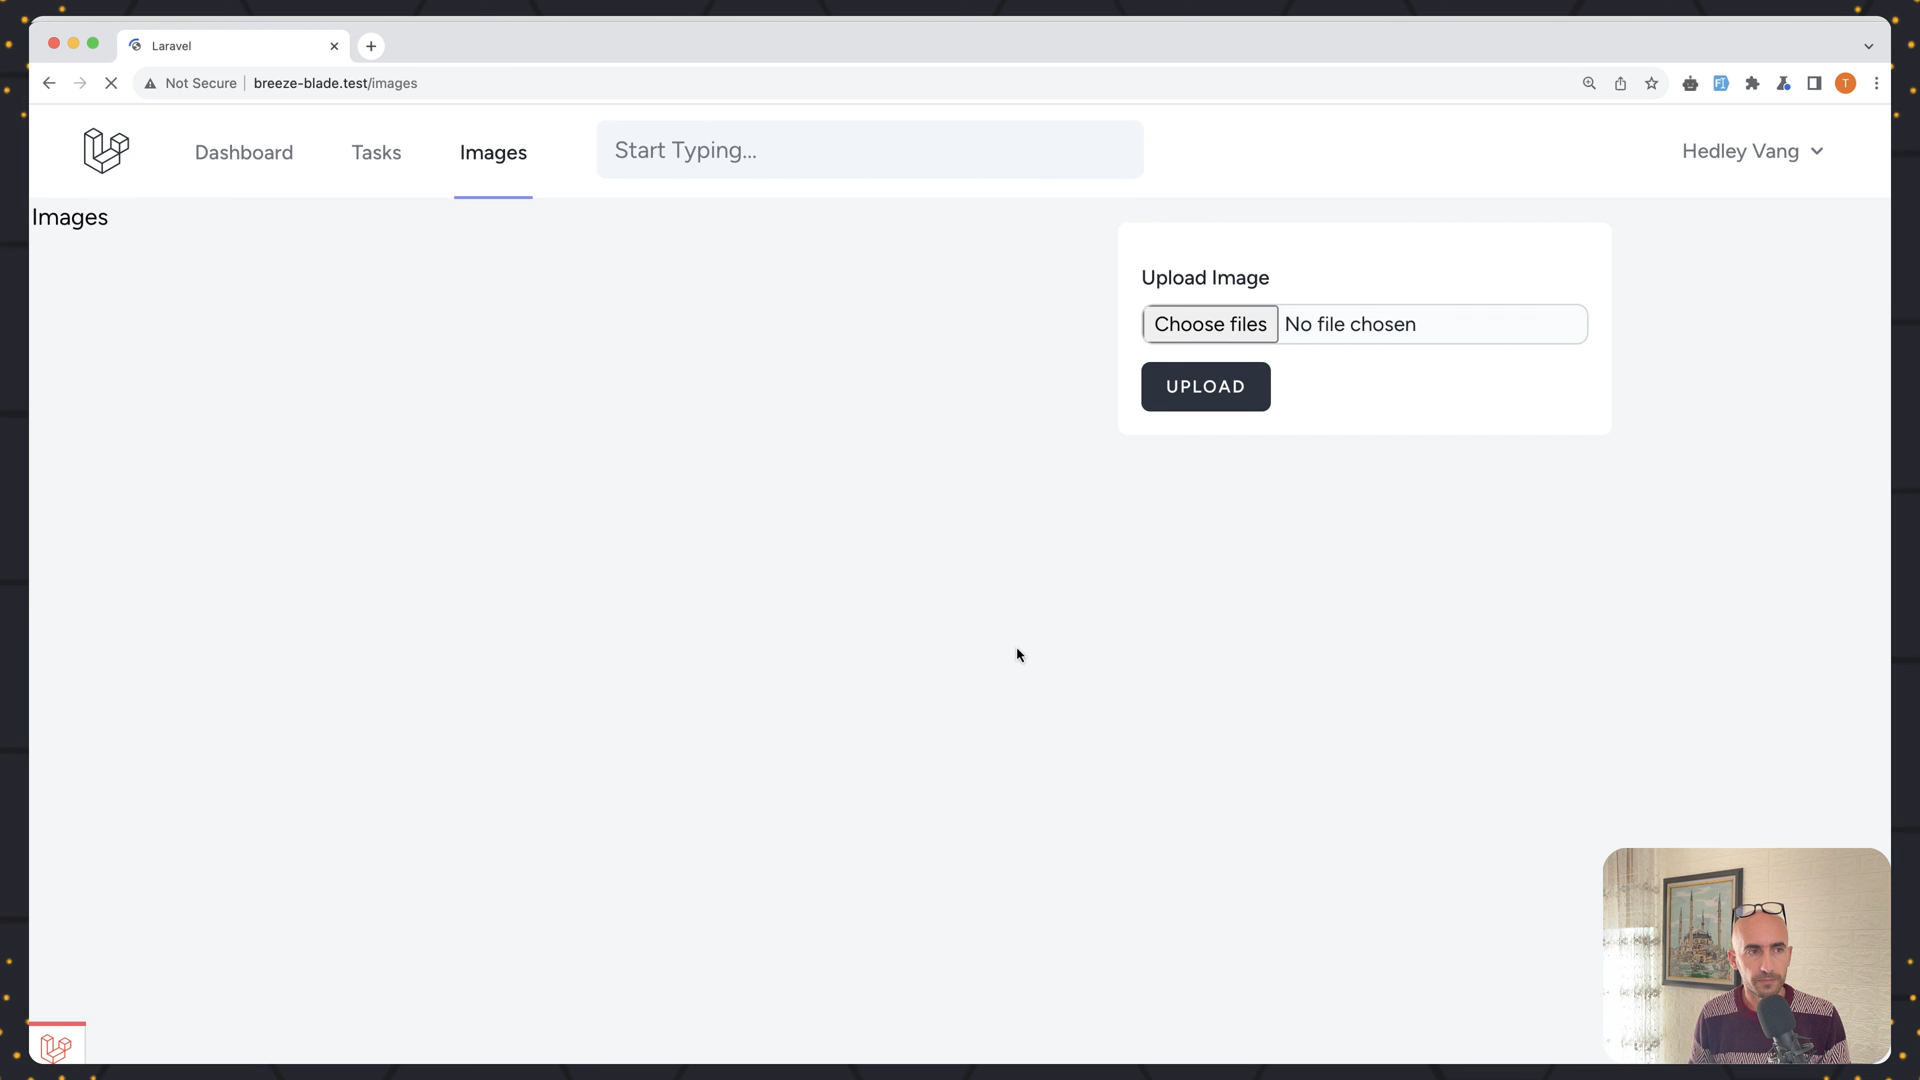 Laravel
Not Secure
breeze-blade.test/images
T
Dashboard
Tasks
Images
Start Typing...
Hedley Vang
Images
Upload Image
Choose files
No file chosen
UPLOAD